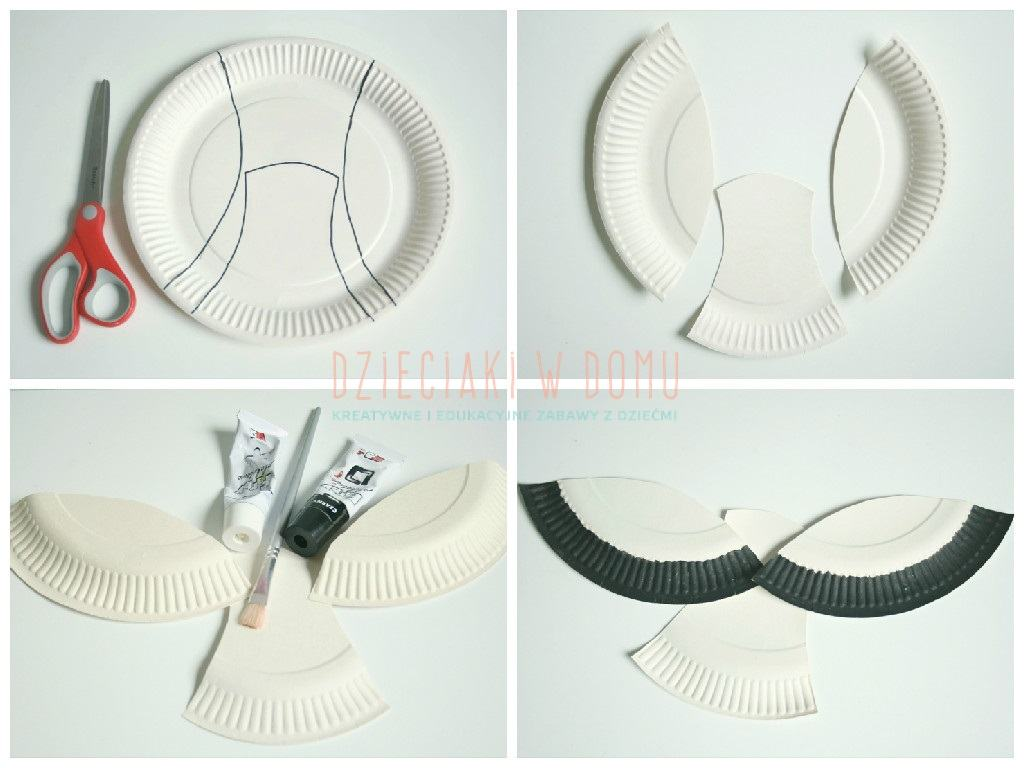 DZIECIAKI W DOMU
KREATYWNE I EDUKACYJNE ZABAWY Z DZIEĆMI